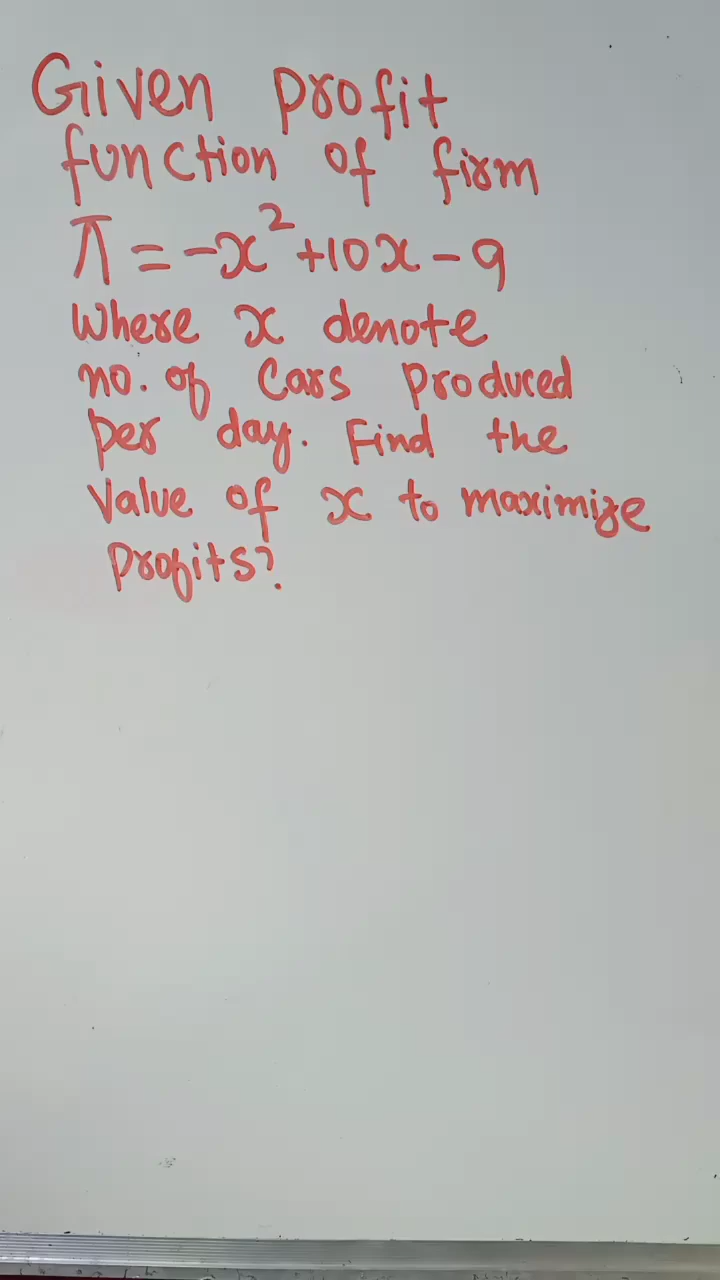 Given profit
function of firm
π = -x² + 10x - 9
Where x denote
no. of Cars produced
per day. Find the
Value of x to maximize
Profits?